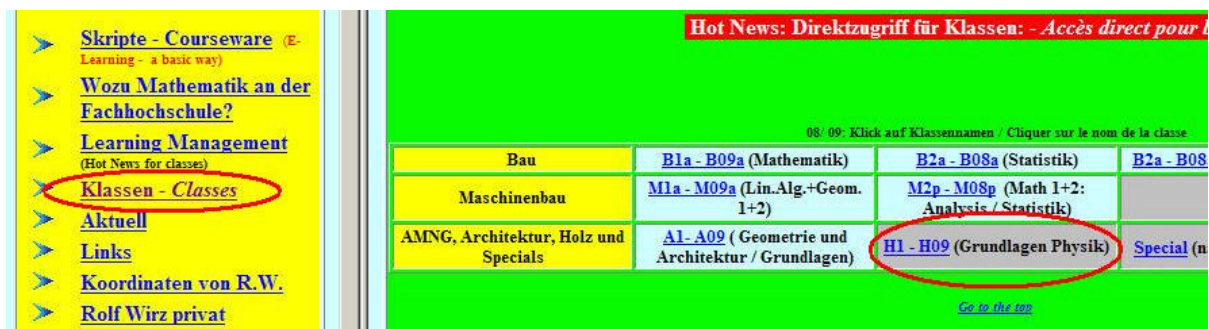 Skripte - Courseware (E-
Learning - a basic way)
Wozu Mathematik an der
Fachhochschule?
Learning Management
(Hot News for classes)
Klassen - Classes
Aktuell
Links
Koordinaten von R.W.
Rolf Wirz privat
Hot News: Direktzugriff für Klassen: - Accès direct pour l
08/ 09: Klick auf Klassennamen / Cliquer sur le nom de la classe
Bau
B1a - B09a (Mathematik)
B2a - B08a (Statistik)
B2a - B08
Maschinenbau
M1a - M09a (Lin.Alg.+Geom.
1+2)
M2p - M08p (Math 1+2:
Analysis / Statistik)
AMNG, Architektur, Holz und
Specials
A1- A09 ( Geometrie und
Architektur / Grundlagen)
H1 - H09 (Grundlagen Physik)
Special (n
Go to the top